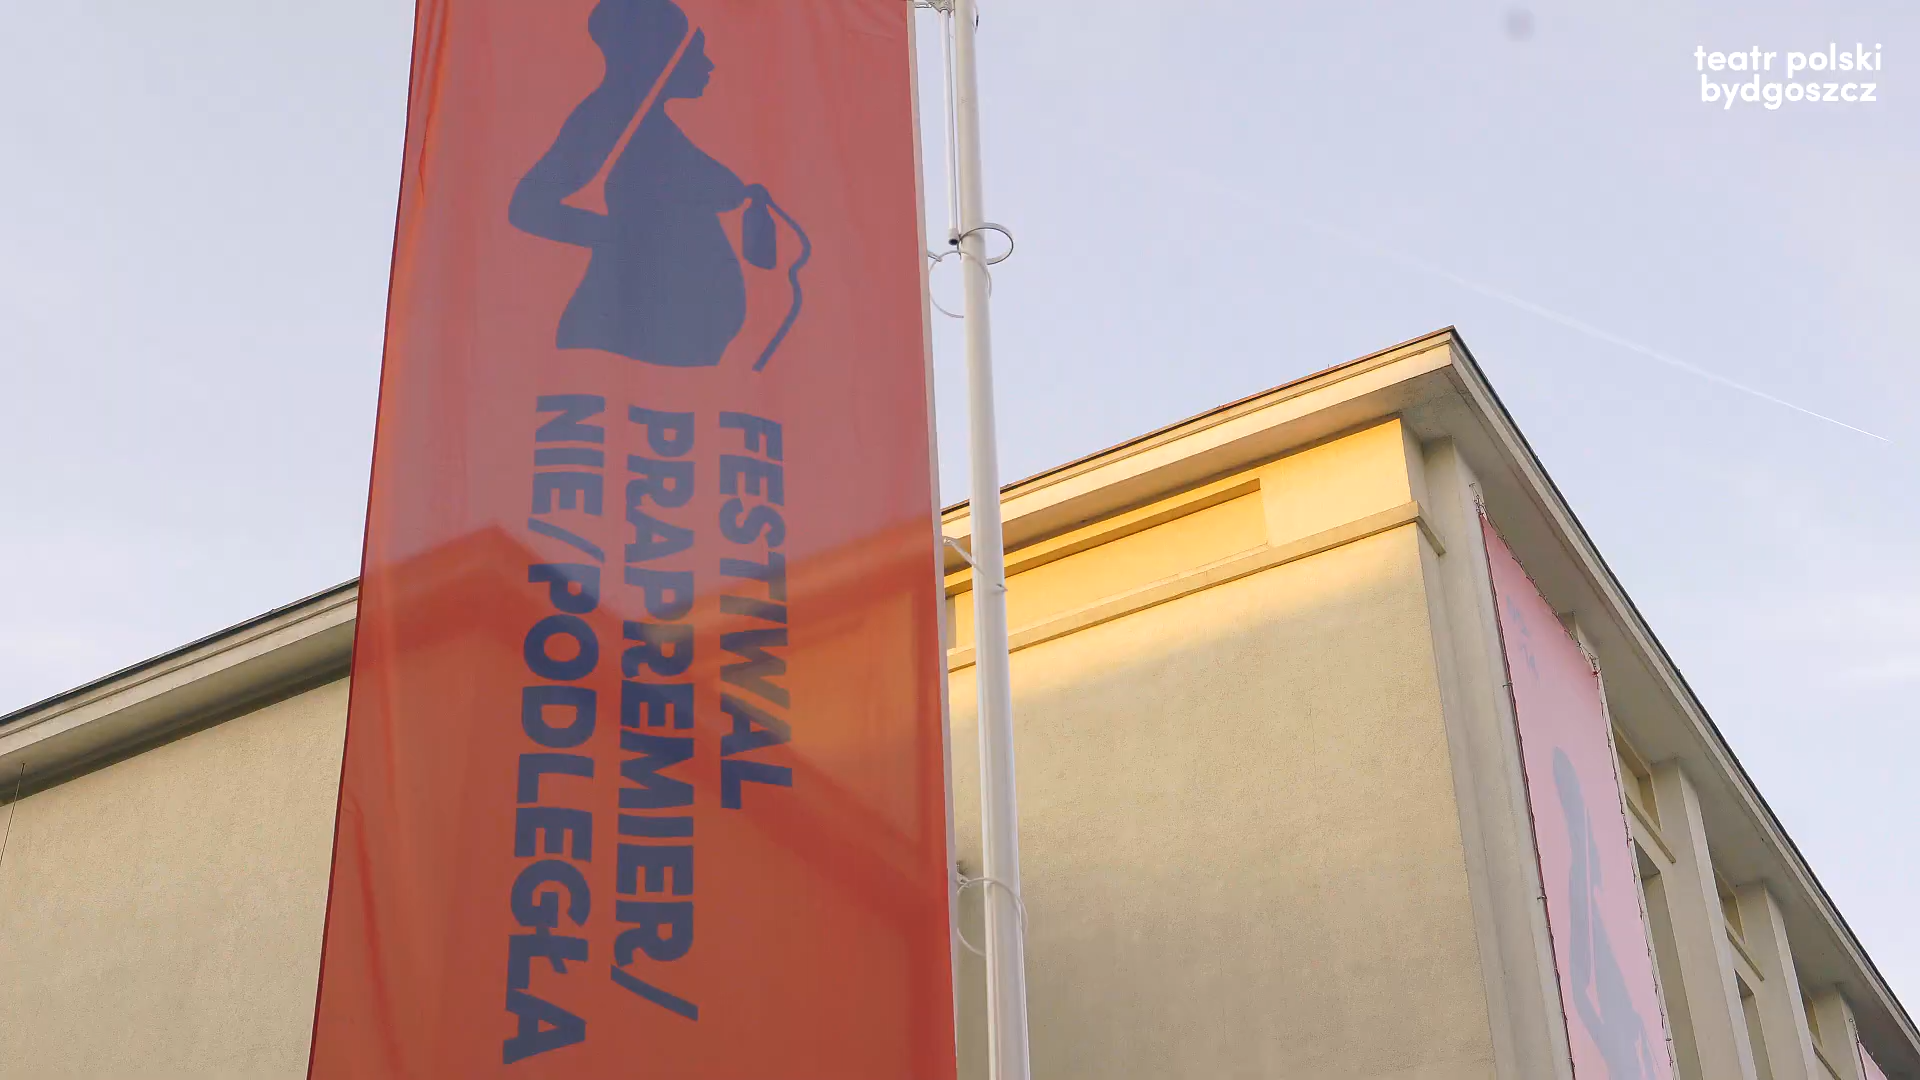 teatr polski
bydgoszcz
FESTIWAL
PRAPREMIER/
NIE/PODLEGŁA